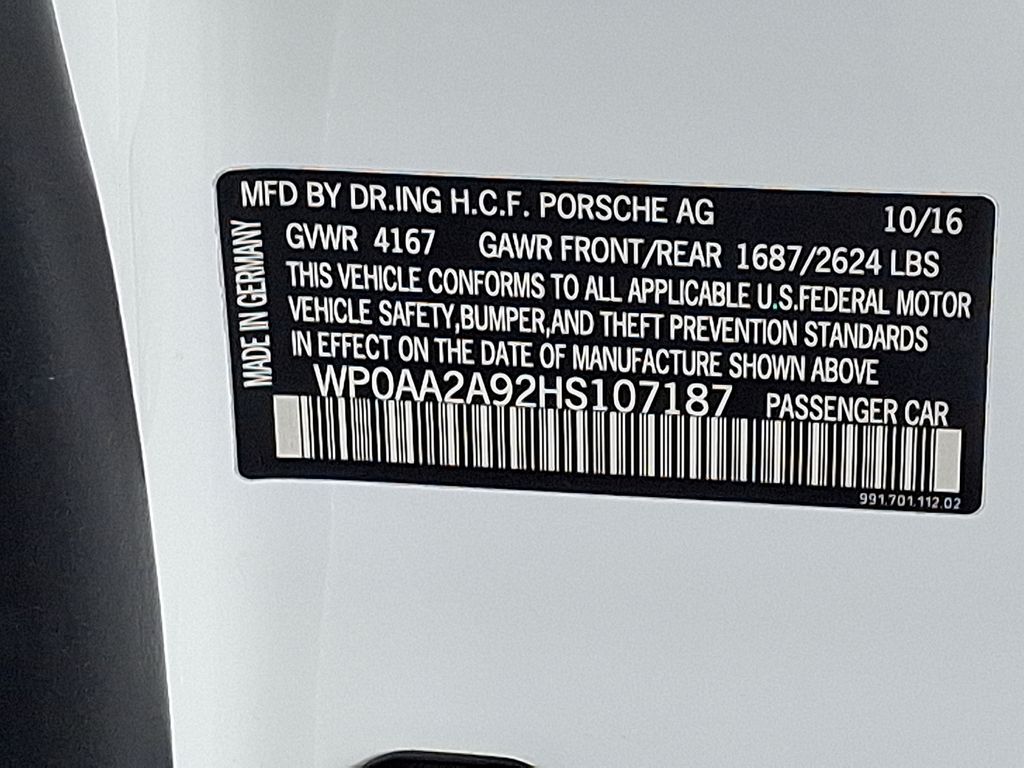 MFD BY DR.ING H.C.F. PORSCHE AG 10/16
GVWR 4167 GAWR FRONT/REAR 1687/2624 LBS
THIS VEHICLE CONFORMS TO ALL APPLICABLE U.S.FEDERAL MOTOR
VEHICLE SAFETY,BUMPER,AND THEFT PREVENTION STANDARDS
IN EFFECT ON THE DATE OF MANUFACTURE SHOWN ABOVE
WP0AA2A92HS107187 PASSENGER CAR
991.701.112.02
MADE IN GERMANY